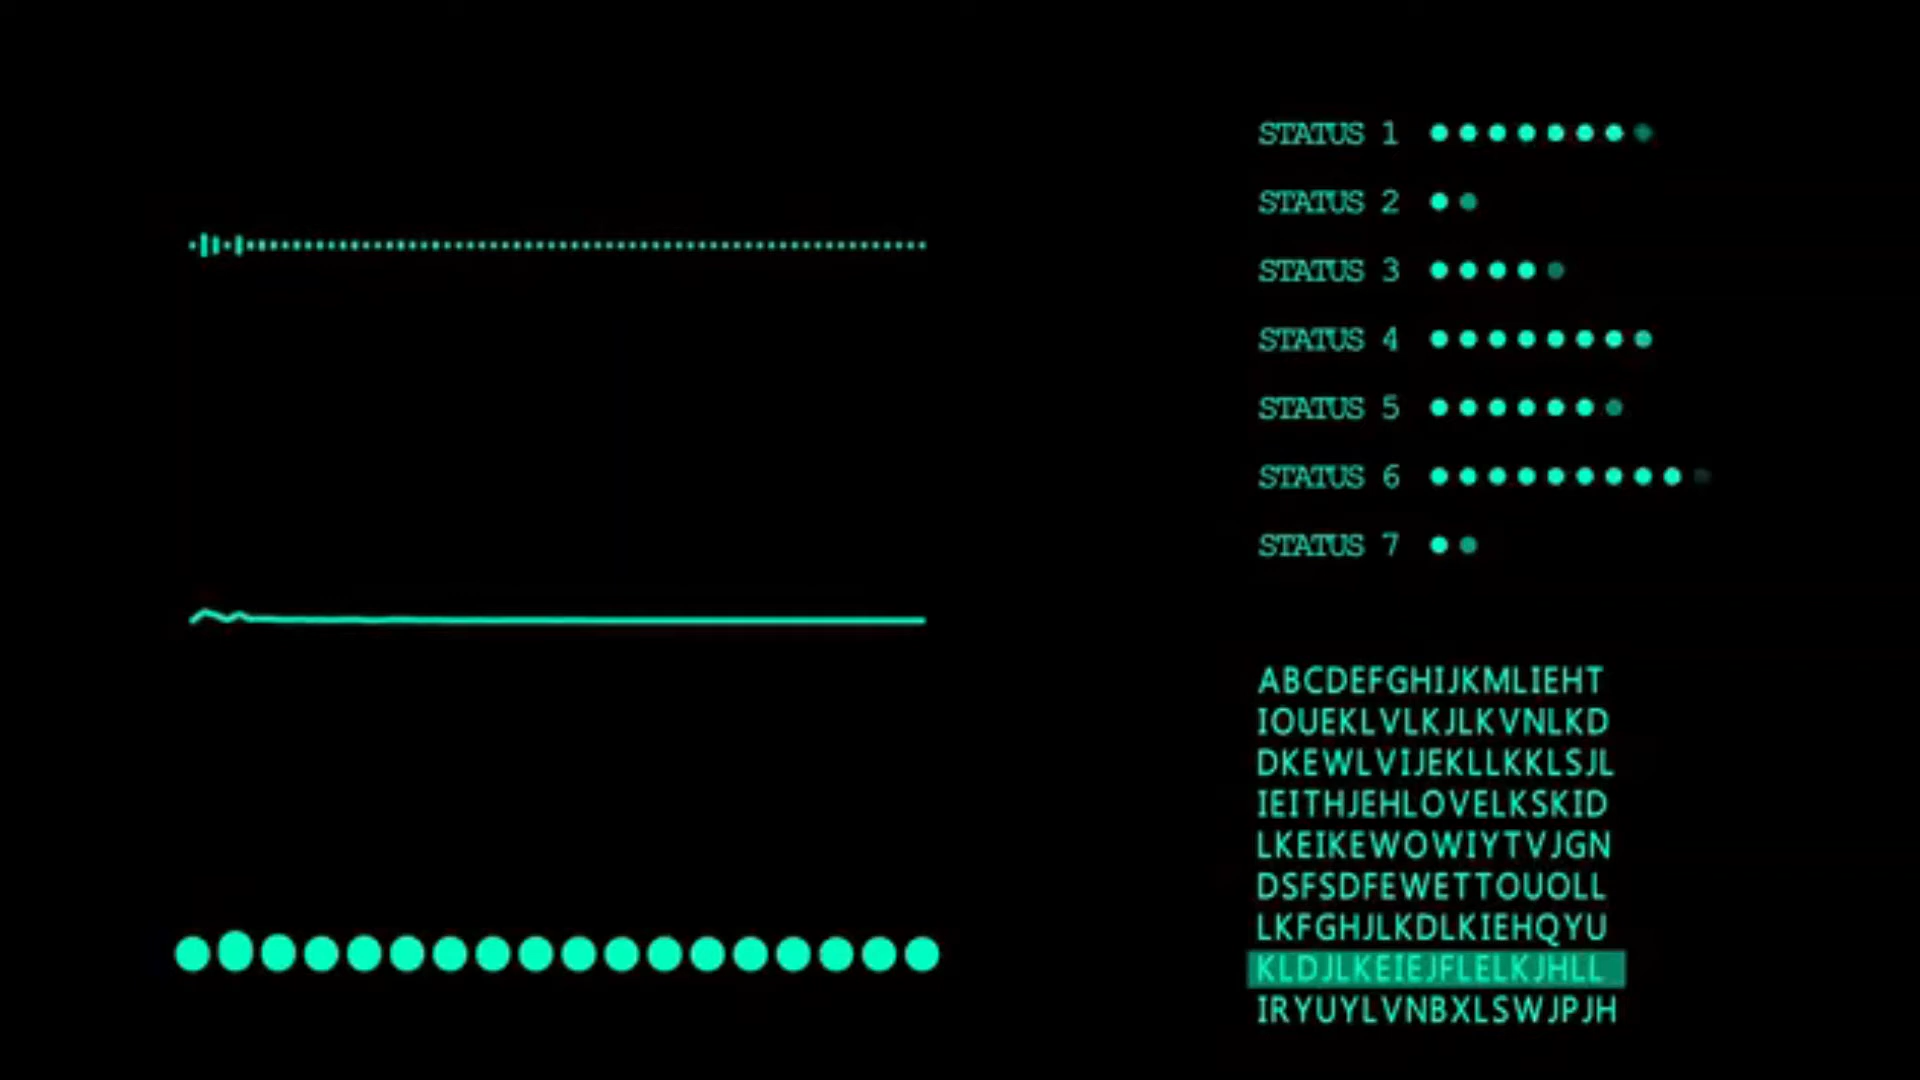 STATUS 1
STATUS 2
STATUS 3
STATUS 4
STATUS 5
STATUS 6
STATUS 7
ABCDEFGHIJKMLIEHT
IOUEKLVLKJLKVNLKD
DKEWLVIJEKLLKKLSJL
IEITHJEHLOVELKSKID
LKEIKEWOWIYTVJGN
DSFSDFEWETTOUOLL
LKFGHJLKDLKIEHQYU
KLDJLKEIEJFLELKJHLL
IRYUYLVNBXLSWJPJH